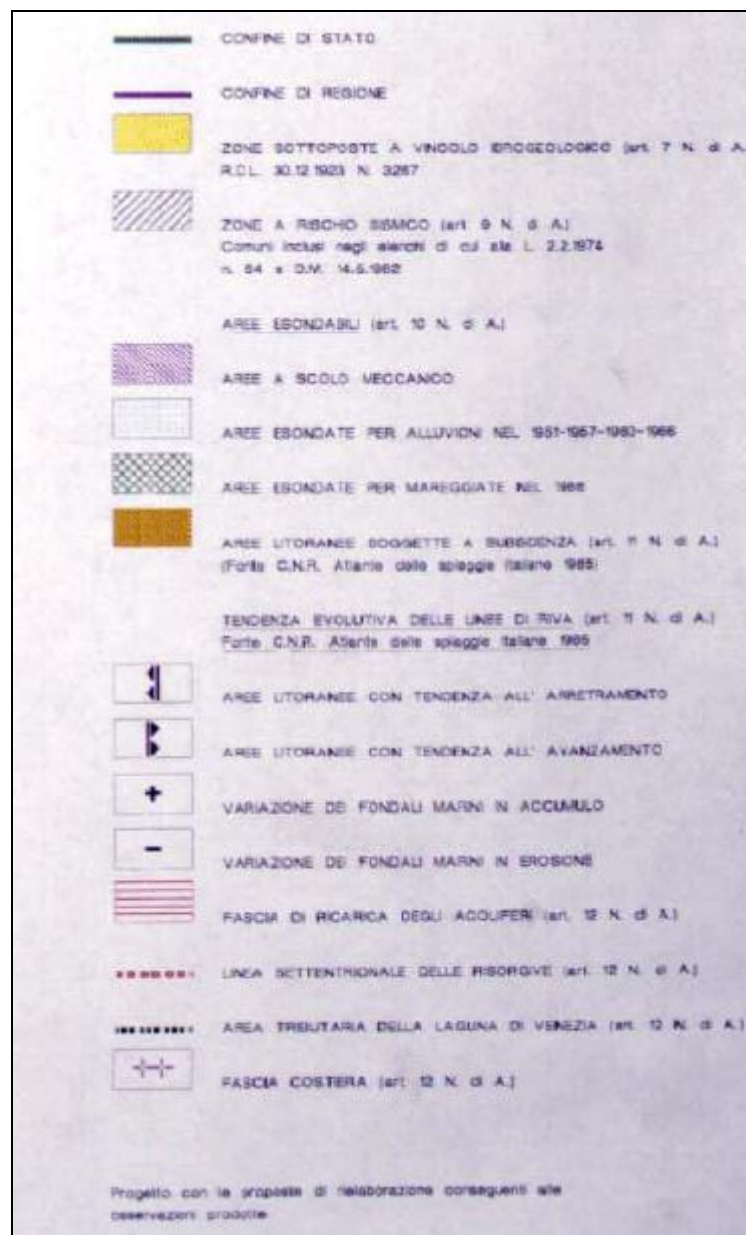 CONFINE DI STATO
CONFINE DI REGIONE
ZONE SOTTOPOSTE A VINCOLO IDROGEOLOGICO (art. 7 N. di A.
R.D.L. 30.12.1923 N. 3267
ZONE A RISCHIO SISMICO (art. 9 N. di A.)
Comuni inclusi negli elenchi di cui alla L. 2.2.1974
n. 64 e D.M. 14.5.1982
AREE ESONDABILI (art. 10 N. di A.)
AREE A SCOLO MECCANICO
AREE ESONDATE PER ALLUVIONI NEL 1951-1957-1960-1966
AREE ESONDATE PER MAREGGIATE NEL 1966
AREE LITORANEE SOGGETTE A SUBSIDENZA (art. 11 N. di A.)
(Fonte C.N.R. Atlante delle spiagge italiane 1985)
TENDENZA EVOLUTIVA DELLE LINEE DI RIVA (art. 11 N. di A.)
Fonte C.N.R. Atlante delle spiagge italiane 1985
AREE LITORANEE CON TENDENZA ALL' ARRETRAMENTO
AREE LITORANEE CON TENDENZA ALL' AVANZAMENTO
VARIAZIONE DEI FONDALI MARINI IN ACCUMULO
VARIAZIONE DEI FONDALI MARINI IN EROSIONE
FASCIA DI RICARICA DEGLI ACQUIFERI (art. 12 N. di A.)
LINEA SETTENTRIONALE DELLE RISORGIVE (art. 12 N. di A.)
AREA TRIBUTARIA DELLA LAGUNA DI VENEZIA (art. 12 N. di A.)
FASCIA COSTIERA (art. 12 N. di A.)
Progetto con le proposte di rielaborazione conseguenti alle
osservazioni prodotte